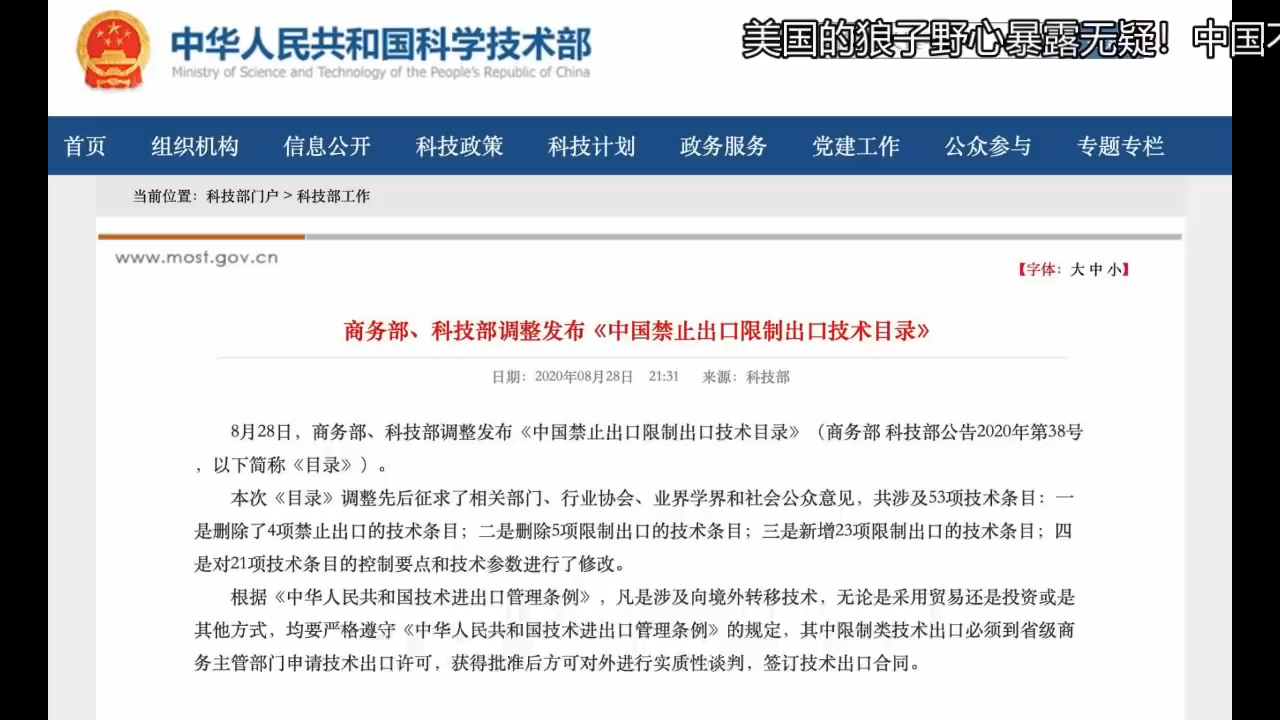 中华人民共和国科学技术部
Ministry of Science and Technology of the People's Republic of China
美国的狼子野心暴露无疑！中国不
首页 组织机构 信息公开 科技政策 科技计划 政务服务 党建工作 公众参与 专题专栏
当前位置：科技部门户 > 科技部工作
www.most.gov.cn
【字体：大 中 小】
商务部、科技部调整发布《中国禁止出口限制出口技术目录》
日期：2020年08月28日 21:31 来源：科技部
8月28日，商务部、科技部调整发布《中国禁止出口限制出口技术目录》（商务部 科技部公告2020年第38号
，以下简称《目录》）。
本次《目录》调整先后征求了相关部门、行业协会、业界学界和社会公众意见，共涉及53项技术条目：一
是删除了4项禁止出口的技术条目；二是删除5项限制出口的技术条目；三是新增23项限制出口的技术条目；四
是对21项技术条目的控制要点和技术参数进行了修改。
根据《中华人民共和国技术进出口管理条例》，凡是涉及向境外转移技术，无论是采用贸易还是投资或是
其他方式，均要严格遵守《中华人民共和国技术进出口管理条例》的规定，其中限制类技术出口必须到省级商
务主管部门申请技术出口许可，获得批准后方可对外进行实质性谈判，签订技术出口合同。